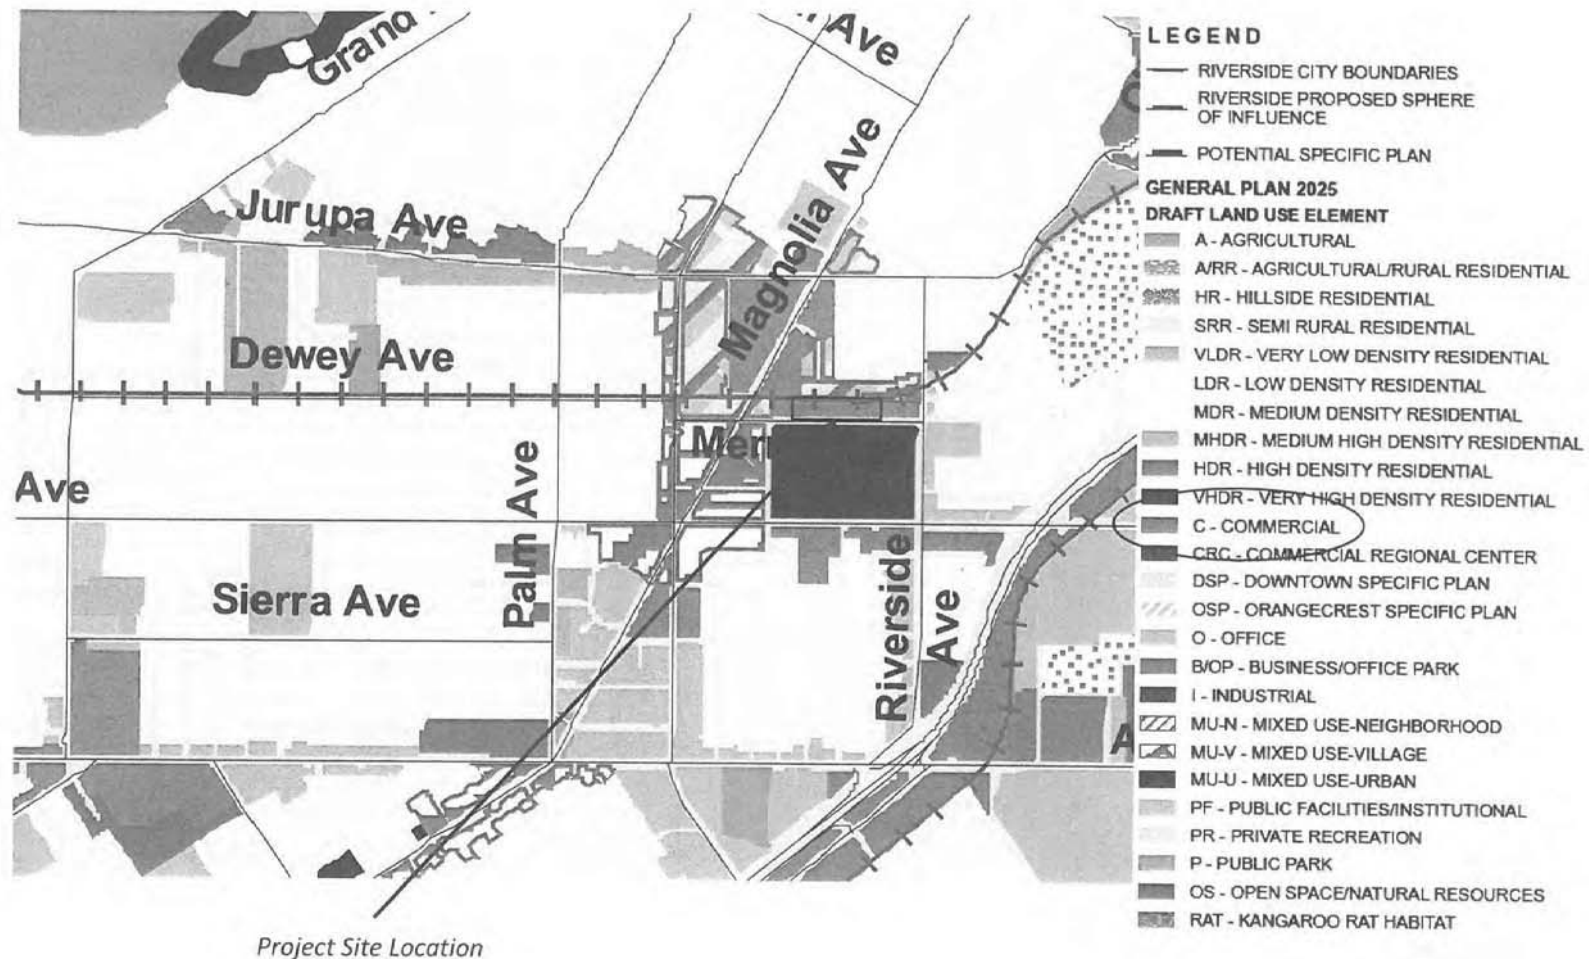 Grand
Ave
Magnolia Ave
Jurupa Ave
Dewey Ave
Mer
Ave
Palm Ave
Sierra Ave
Riverside
Ave
A
Project Site Location
LEGEND
RIVERSIDE CITY BOUNDARIES
RIVERSIDE PROPOSED SPHERE
OF INFLUENCE
POTENTIAL SPECIFIC PLAN
GENERAL PLAN 2025
DRAFT LAND USE ELEMENT
A - AGRICULTURAL
A/RR - AGRICULTURAL/RURAL RESIDENTIAL
HR - HILLSIDE RESIDENTIAL
SRR - SEMI RURAL RESIDENTIAL
VLDR - VERY LOW DENSITY RESIDENTIAL
LDR - LOW DENSITY RESIDENTIAL
MDR - MEDIUM DENSITY RESIDENTIAL
MHDR - MEDIUM HIGH DENSITY RESIDENTIAL
HDR - HIGH DENSITY RESIDENTIAL
VHDR - VERY HIGH DENSITY RESIDENTIAL
C - COMMERCIAL
CRC - COMMERCIAL REGIONAL CENTER
DSP - DOWNTOWN SPECIFIC PLAN
OSP - ORANGECREST SPECIFIC PLAN
O - OFFICE
B/OP - BUSINESS/OFFICE PARK
I - INDUSTRIAL
MU-N - MIXED USE-NEIGHBORHOOD
MU-V - MIXED USE-VILLAGE
MU-U - MIXED USE-URBAN
PF - PUBLIC FACILITIES/INSTITUTIONAL
PR - PRIVATE RECREATION
P - PUBLIC PARK
OS - OPEN SPACE/NATURAL RESOURCES
RAT - KANGAROO RAT HABITAT